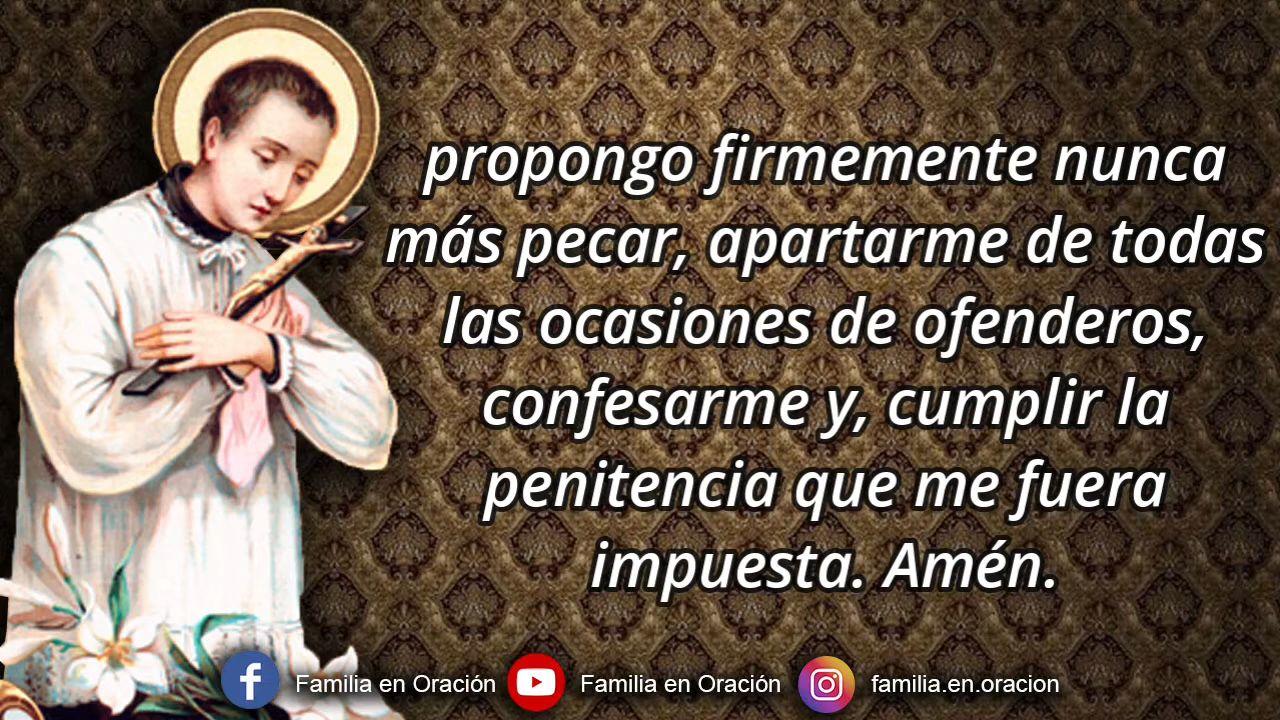 propongo firmemente nunca
más pecar, apartarme de todas
las ocasiones de ofenderos,
confesarme y, cumplir la
penitencia que me fuera
impuesta. Amén.
Familia en Oración Familia en Oración familia.en.oracion